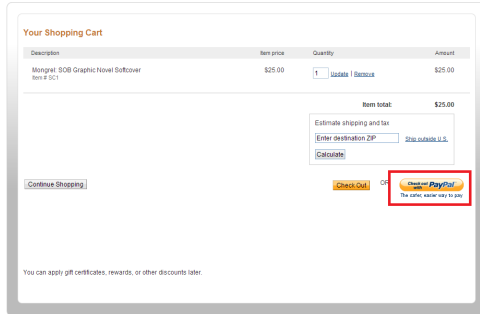 Your Shopping Cart
Description Item price Quantity Amount
Mongrel: SOB Graphic Novel Softcover $25.00 1 Update | Remove $25.00
Item # SC1
Item total: $25.00
Estimate shipping and tax
Enter destination ZIP Ship outside U.S.
Calculate
Continue Shopping Check Out OR Check out with PayPal
The safer, easier way to pay.
You can apply gift certificates, rewards, or other discounts later.